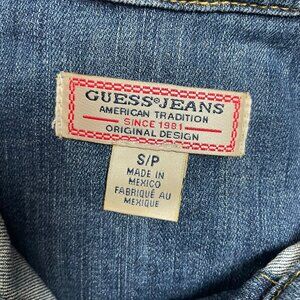 GUESS® JEANS
AMERICAN TRADITION
SINCE 1981
ORIGINAL DESIGN
S/P
MADE IN
MEXICO
FABRIQUÉ AU
MEXIQUE